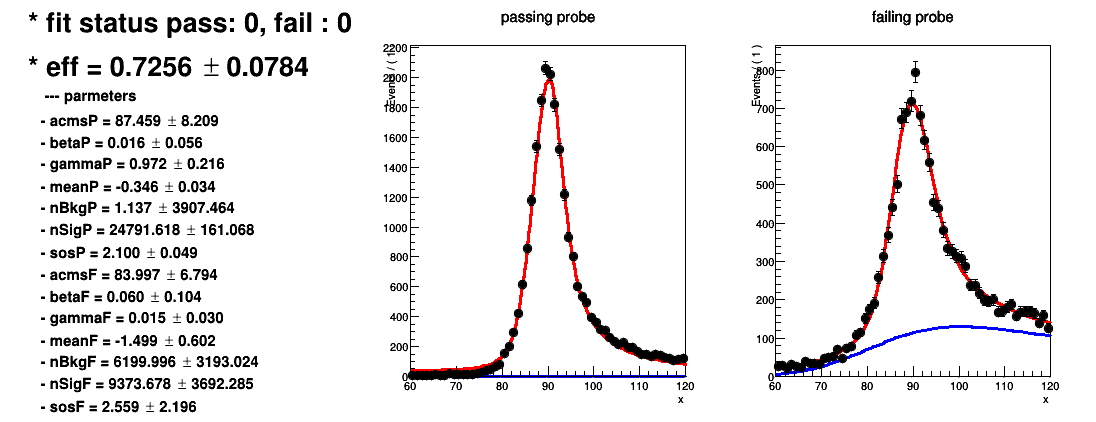 * fit status pass: 0, fail : 0
* eff = 0.7256 ± 0.0784
--- parmeters
- acmsP = 87.459 ± 8.209
- betaP = 0.016 ± 0.056
- gammaP = 0.972 ± 0.216
- meanP = -0.346 ± 0.034
- nBkgP = 1.137 ± 3907.464
- nSigP = 24791.618 ± 161.068
- sosP = 2.100 ± 0.049
- acmsF = 83.997 ± 6.794
- betaF = 0.060 ± 0.104
- gammaF = 0.015 ± 0.030
- meanF = -1.499 ± 0.602
- nBkgF = 6199.996 ± 3193.024
- nSigF = 9373.678 ± 3692.285
- sosF = 2.559 ± 2.196
passing probe
Events / ( 1 )
2200
2000
1800
1600
1400
1200
1000
800
600
400
200
0
60 70 80 90 100 110 120
x
failing probe
Events / ( 1 )
800
700
600
500
400
300
200
100
0
60 70 80 90 100 110 120
x